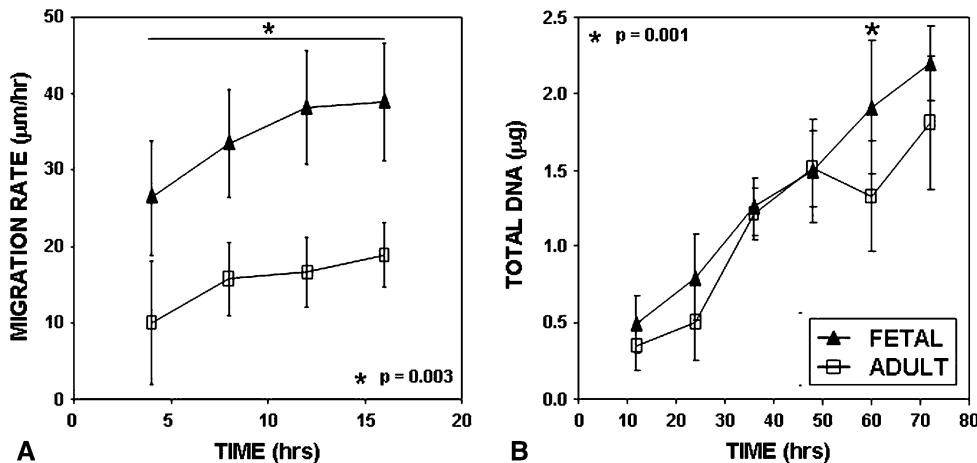 *
MIGRATION RATE (μm/hr)
50
40
30
20
10
0
* p = 0.003
0 5 10 15 20
A TIME (hrs)
* p = 0.001
*
TOTAL DNA (μg)
2.5
2.0
1.5
1.0
0.5
0.0
FETAL
ADULT
0 10 20 30 40 50 60 70 80
B TIME (hrs)